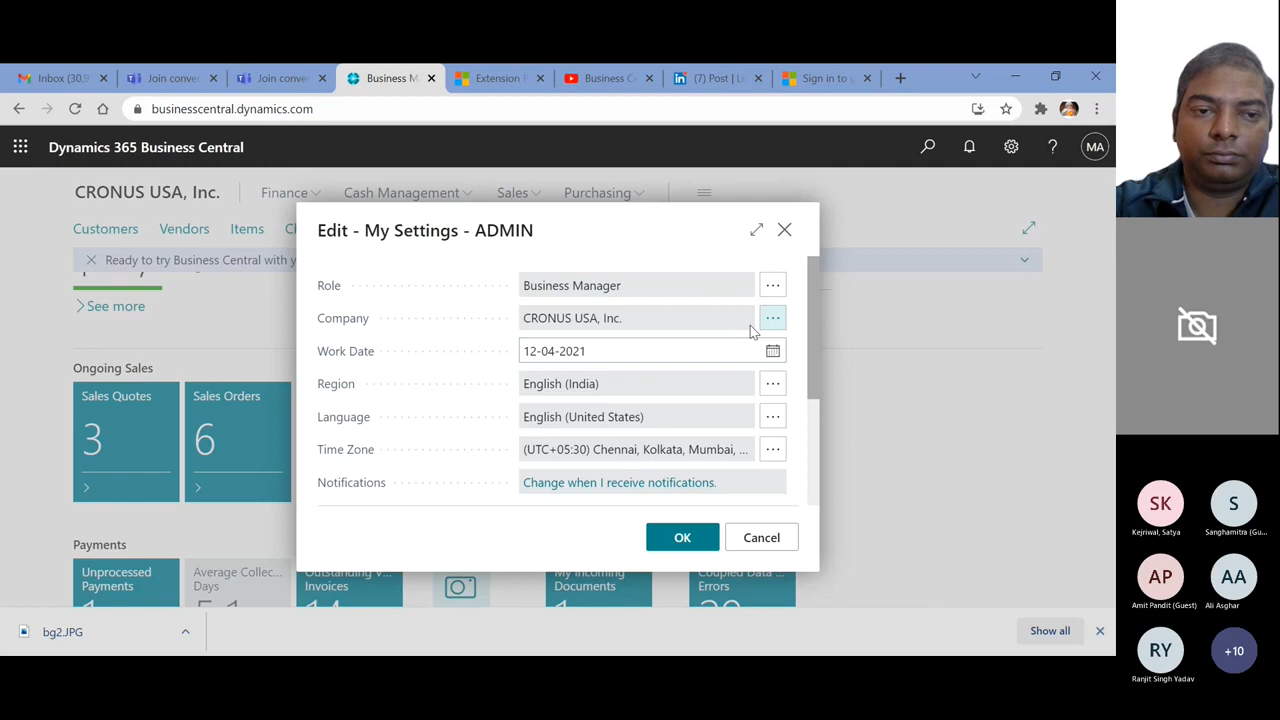 Inbox (30,9
Join conve
Join conve
Business M
Extension
Business Ce
(7) Post | Li
Sign in to y
businesscentral.dynamics.com
Dynamics 365 Business Central
MA
CRONUS USA, Inc.
Finance
Cash Management
Sales
Purchasing
Customers
Vendors
Items
Ready to try Business Central with y
See more
Edit - My Settings - ADMIN
Role
Business Manager
Company
CRONUS USA, Inc.
Work Date
12-04-2021
Region
English (India)
Language
English (United States)
Time Zone
(UTC+05:30) Chennai, Kolkata, Mumbai, ...
Notifications
Change when I receive notifications.
OK
Cancel
Ongoing Sales
Sales Quotes
3
Sales Orders
6
Payments
Unprocessed
Payments
Average Collec...
Days
Outstanding V...
Invoices
My Incoming
Documents
Coupled Data ...
Errors
bg2.JPG
Show all
SK
Kejriwal, Satya
S
Sanghamitra (Gu...
AP
Amit Pandit (Guest)
AA
Ali Asghar
RY
Ranjit Singh Yadav
+10